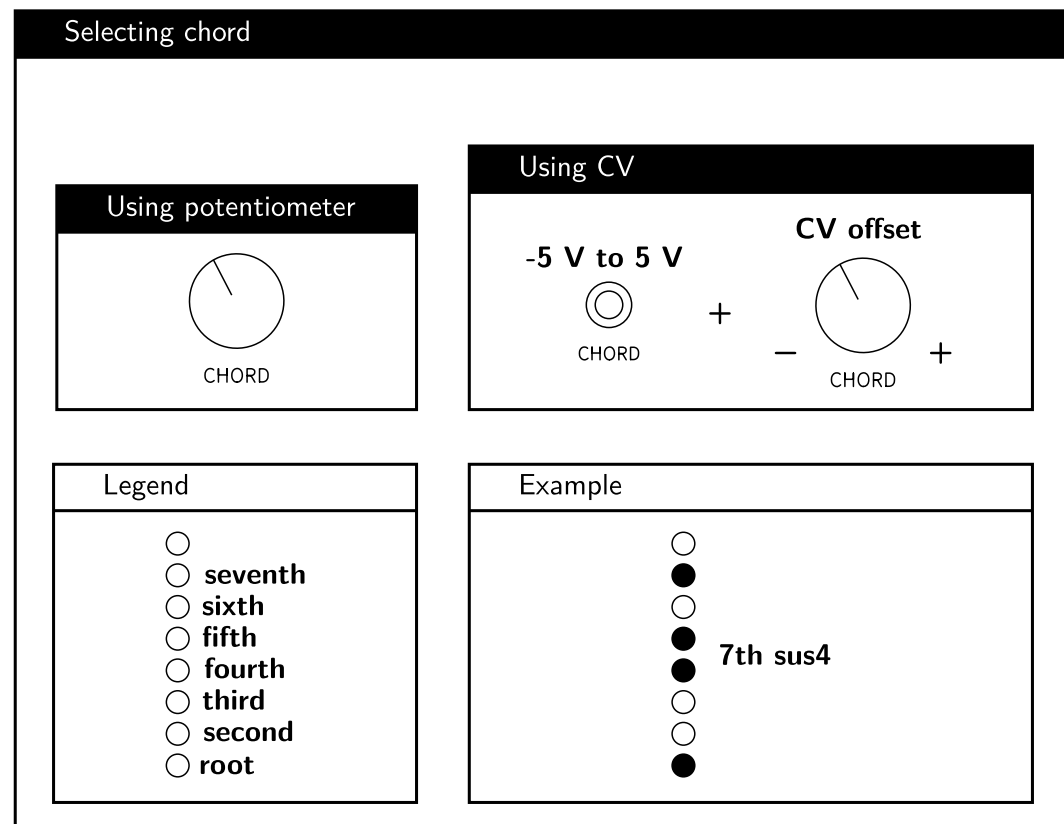 Selecting chord
Using potentiometer
CHORD
Using CV
-5 V to 5 V
CHORD
+
CV offset
− +
CHORD
Legend
seventh
sixth
fifth
fourth
third
second
root
Example
7th sus4